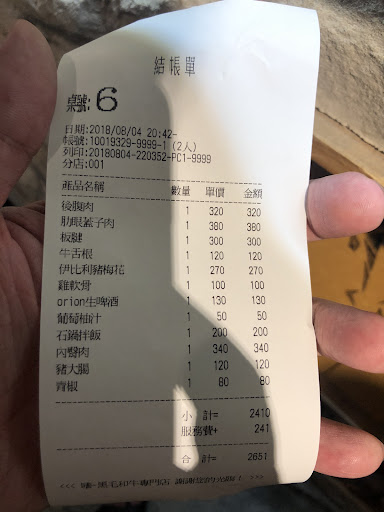 結帳單
桌號:6
日期:2018/08/04 20:42-
帳號:10019329-9999-1 (2人)
列印:20180804-220352-PC1-9999
分店:001
產品名稱 數量 單價 金額
後腹肉 1 320 320
肋眼蓋子肉 1 380 380
板腱 1 300 300
牛舌根 1 120 120
伊比利豬梅花 1 270 270
雞軟骨 1 100 100
orion生啤酒 1 130 130
葡萄柚汁 1 50 50
石鍋拌飯 1 200 200
內臀肉 1 340 340
豬大腸 1 120 120
青椒 1 80 80
小 計= 2410
服務費+ 241
合 計= 2651